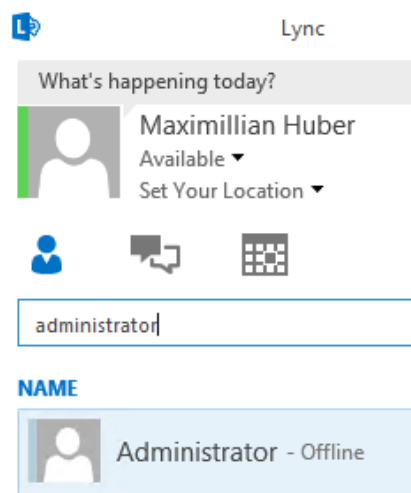 Lync
What's happening today?
Maximillian Huber
Available
Set Your Location
administrator
NAME
Administrator - Offline